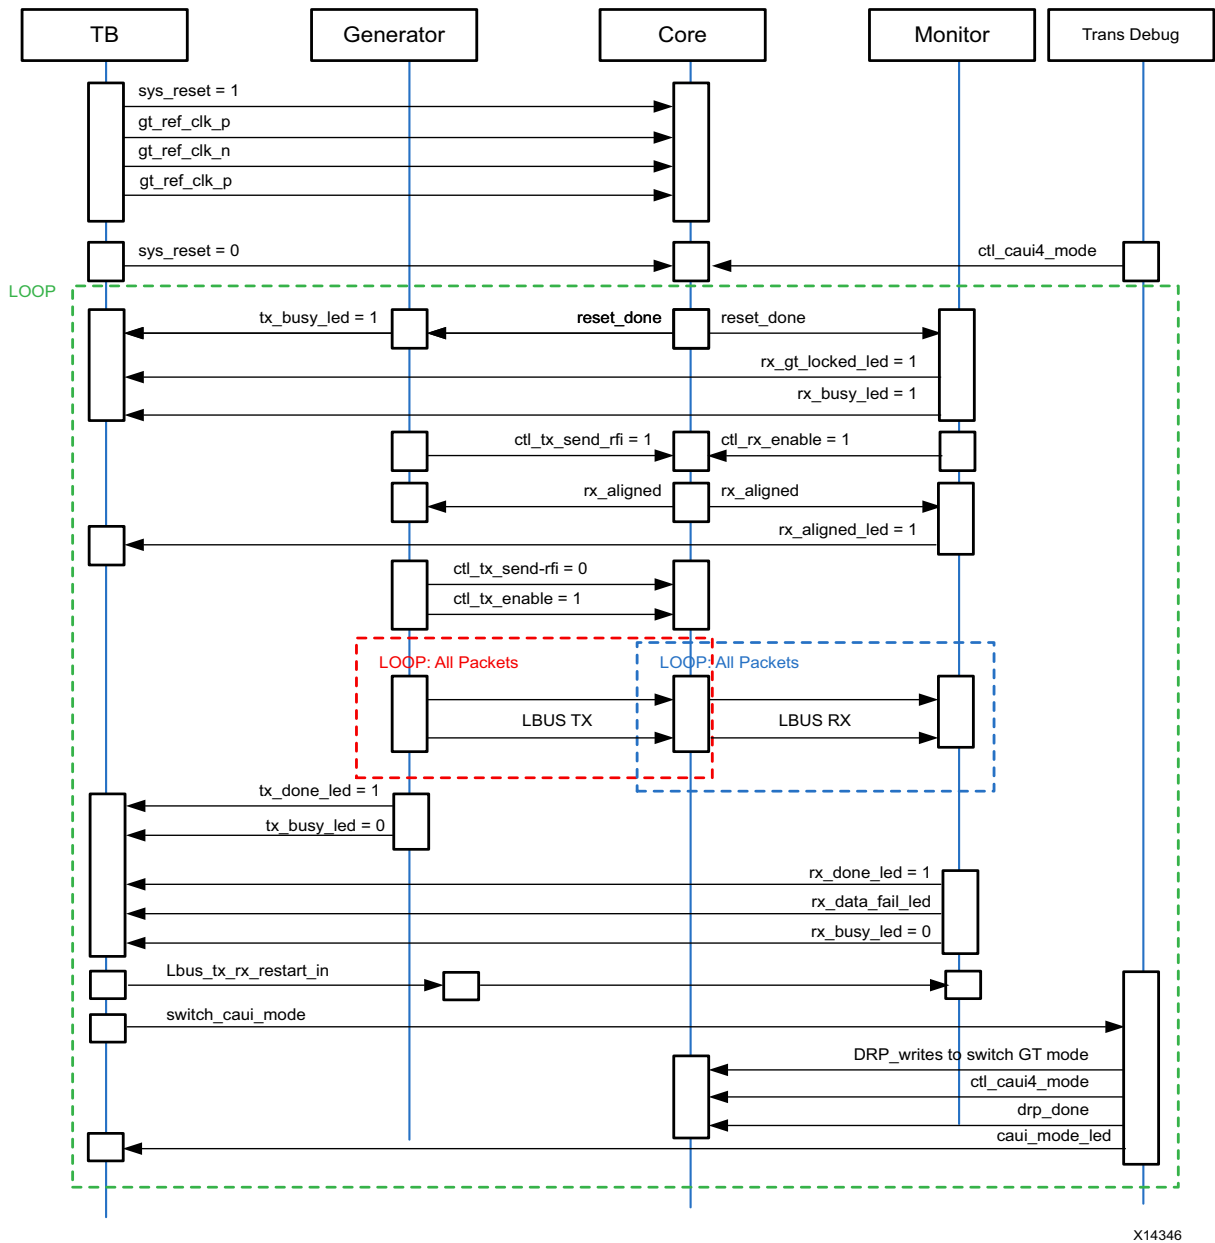 TB
Generator
Core
Monitor
Trans Debug
sys_reset = 1
gt_ref_clk_p
gt_ref_clk_n
gt_ref_clk_p
sys_reset = 0
ctl_caui4_mode
LOOP
tx_busy_led = 1
reset_done
reset_done
rx_gt_locked_led = 1
rx_busy_led = 1
ctl_tx_send_rfi = 1
ctl_rx_enable = 1
rx_aligned
rx_aligned
rx_aligned_led = 1
ctl_tx_send-rfi = 0
ctl_tx_enable = 1
LOOP: All Packets
LOOP: All Packets
LBUS TX
LBUS RX
tx_done_led = 1
tx_busy_led = 0
rx_done_led = 1
rx_data_fail_led
rx_busy_led = 0
Lbus_tx_rx_restart_in
switch_caui_mode
DRP_writes to switch GT mode
ctl_caui4_mode
drp_done
caui_mode_led
X14346